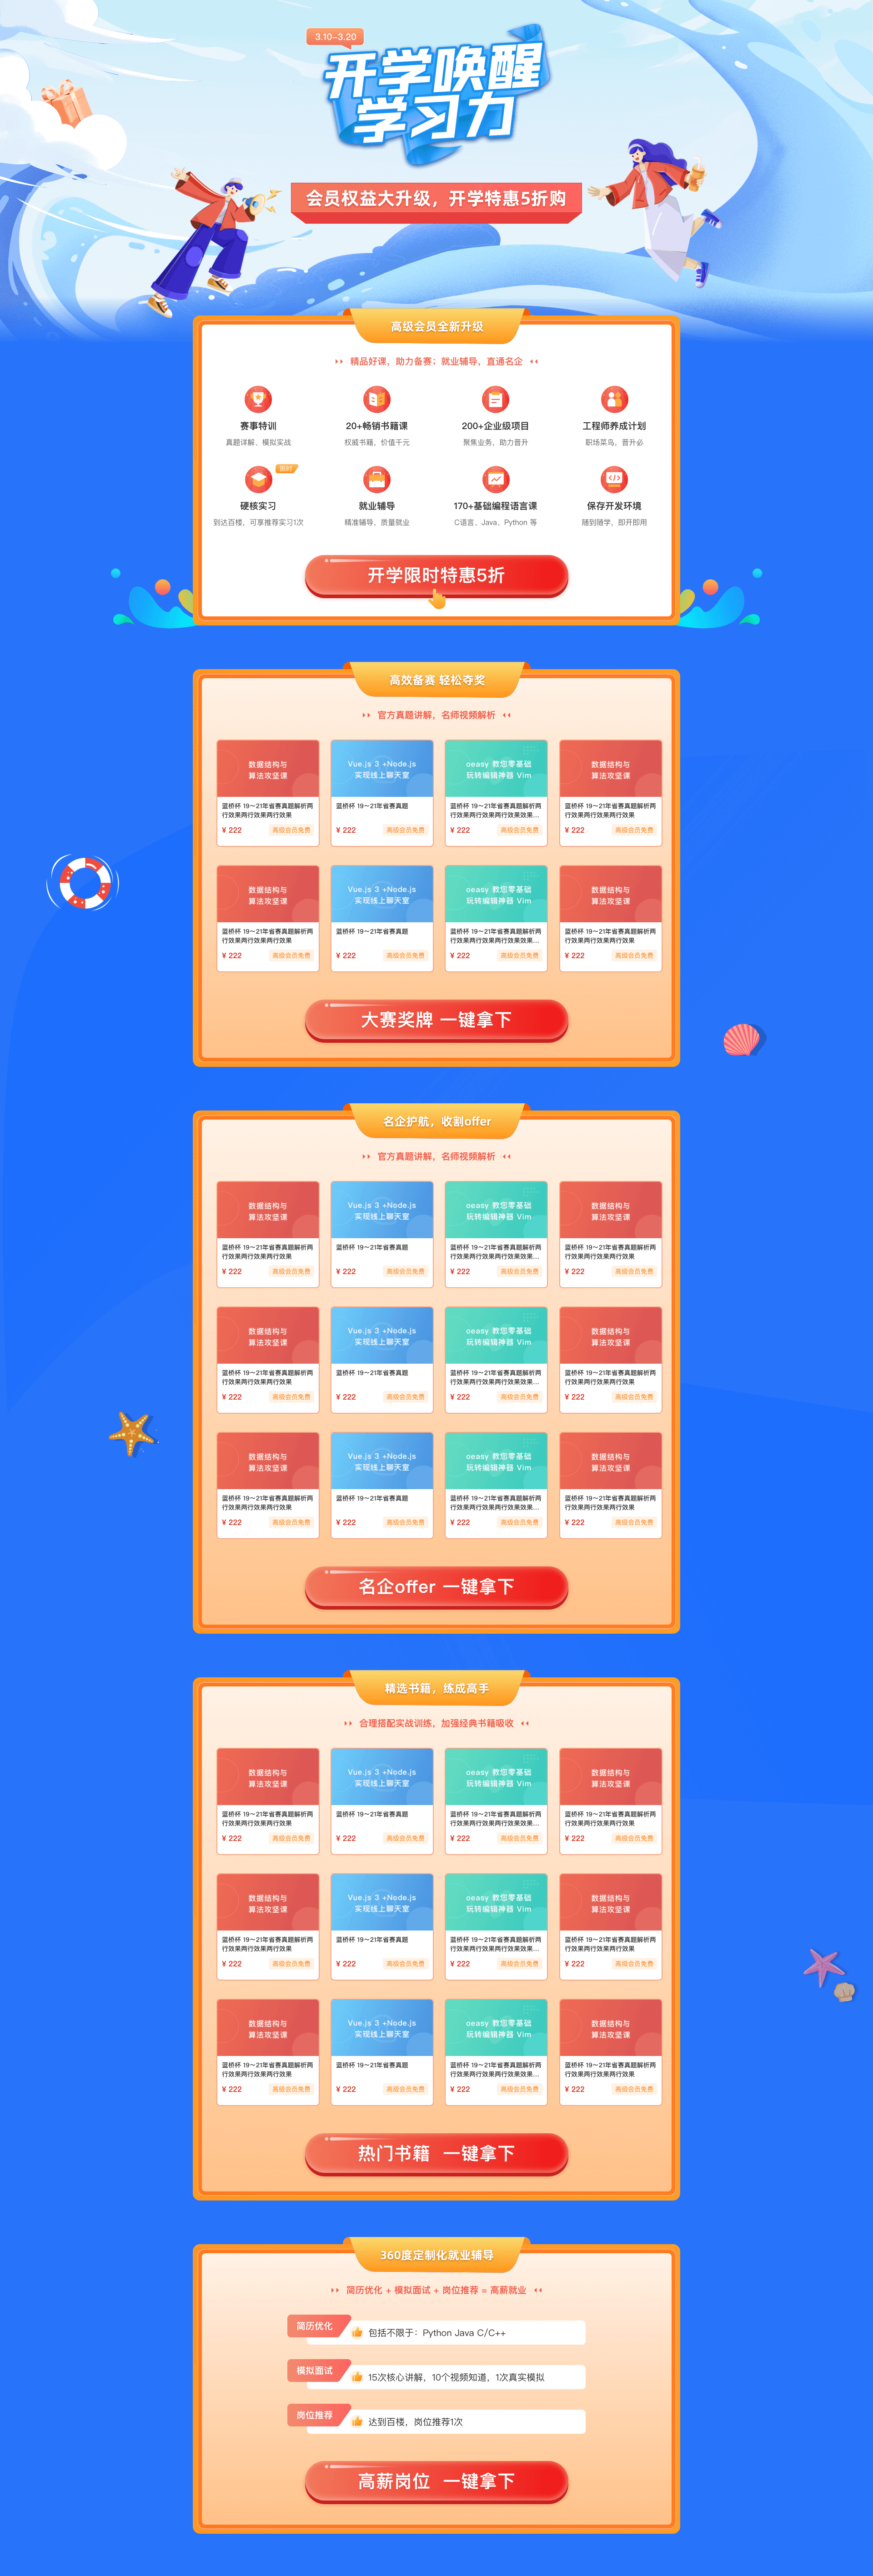 3.10-3.20
开学唤醒
学习力
会员权益大升级，开学特惠5折购
高级会员全新升级
精品好课，助力备赛；就业辅导，直通名企
赛事特训
真题详解、模拟实战
20+畅销书籍课
权威书籍，价值千元
200+企业级项目
聚焦业务，助力晋升
工程师养成计划
职场菜鸟，晋升必
限时
硬核实习
到达百楼，可享推荐实习1次
就业辅导
精准辅导，质量就业
170+基础编程语言课
C语言、Java、Python 等
保存开发环境
随到随学，即开即用
开学限时特惠5折
高效备赛 轻松夺奖
官方真题讲解，名师视频解析
数据结构与
算法攻坚课
蓝桥杯 19～21年省赛真题解析两
行效果两行效果两行效果
¥ 222
高级会员免费
Vue.js 3 +Node.js
实现线上聊天室
蓝桥杯 19～21年省赛真题
¥ 222
高级会员免费
oeasy 教您零基础
玩转编辑神器 Vim
蓝桥杯 19～21年省赛真题解析两
行效果两行效果两行效果效果...
¥ 222
高级会员免费
数据结构与
算法攻坚课
蓝桥杯 19～21年省赛真题解析两
行效果两行效果两行效果
¥ 222
高级会员免费
数据结构与
算法攻坚课
蓝桥杯 19～21年省赛真题解析两
行效果两行效果两行效果
¥ 222
高级会员免费
Vue.js 3 +Node.js
实现线上聊天室
蓝桥杯 19～21年省赛真题
¥ 222
高级会员免费
oeasy 教您零基础
玩转编辑神器 Vim
蓝桥杯 19～21年省赛真题解析两
行效果两行效果两行效果效果...
¥ 222
高级会员免费
数据结构与
算法攻坚课
蓝桥杯 19～21年省赛真题解析两
行效果两行效果两行效果
¥ 222
高级会员免费
大赛奖牌 一键拿下
名企护航，收割offer
官方真题讲解，名师视频解析
数据结构与
算法攻坚课
蓝桥杯 19～21年省赛真题解析两
行效果两行效果两行效果
¥ 222
高级会员免费
Vue.js 3 +Node.js
实现线上聊天室
蓝桥杯 19～21年省赛真题
¥ 222
高级会员免费
oeasy 教您零基础
玩转编辑神器 Vim
蓝桥杯 19～21年省赛真题解析两
行效果两行效果两行效果效果...
¥ 222
高级会员免费
数据结构与
算法攻坚课
蓝桥杯 19～21年省赛真题解析两
行效果两行效果两行效果
¥ 222
高级会员免费
数据结构与
算法攻坚课
蓝桥杯 19～21年省赛真题解析两
行效果两行效果两行效果
¥ 222
高级会员免费
Vue.js 3 +Node.js
实现线上聊天室
蓝桥杯 19～21年省赛真题
¥ 222
高级会员免费
oeasy 教您零基础
玩转编辑神器 Vim
蓝桥杯 19～21年省赛真题解析两
行效果两行效果两行效果效果...
¥ 222
高级会员免费
数据结构与
算法攻坚课
蓝桥杯 19～21年省赛真题解析两
行效果两行效果两行效果
¥ 222
高级会员免费
数据结构与
算法攻坚课
蓝桥杯 19～21年省赛真题解析两
行效果两行效果两行效果
¥ 222
高级会员免费
Vue.js 3 +Node.js
实现线上聊天室
蓝桥杯 19～21年省赛真题
¥ 222
高级会员免费
oeasy 教您零基础
玩转编辑神器 Vim
蓝桥杯 19～21年省赛真题解析两
行效果两行效果两行效果效果...
¥ 222
高级会员免费
数据结构与
算法攻坚课
蓝桥杯 19～21年省赛真题解析两
行效果两行效果两行效果
¥ 222
高级会员免费
名企offer 一键拿下
精选书籍，练成高手
合理搭配实战训练，加强经典书籍吸收
数据结构与
算法攻坚课
蓝桥杯 19～21年省赛真题解析两
行效果两行效果两行效果
¥ 222
高级会员免费
Vue.js 3 +Node.js
实现线上聊天室
蓝桥杯 19～21年省赛真题
¥ 222
高级会员免费
oeasy 教您零基础
玩转编辑神器 Vim
蓝桥杯 19～21年省赛真题解析两
行效果两行效果两行效果效果...
¥ 222
高级会员免费
数据结构与
算法攻坚课
蓝桥杯 19～21年省赛真题解析两
行效果两行效果两行效果
¥ 222
高级会员免费
数据结构与
算法攻坚课
蓝桥杯 19～21年省赛真题解析两
行效果两行效果两行效果
¥ 222
高级会员免费
Vue.js 3 +Node.js
实现线上聊天室
蓝桥杯 19～21年省赛真题
¥ 222
高级会员免费
oeasy 教您零基础
玩转编辑神器 Vim
蓝桥杯 19～21年省赛真题解析两
行效果两行效果两行效果效果...
¥ 222
高级会员免费
数据结构与
算法攻坚课
蓝桥杯 19～21年省赛真题解析两
行效果两行效果两行效果
¥ 222
高级会员免费
数据结构与
算法攻坚课
蓝桥杯 19～21年省赛真题解析两
行效果两行效果两行效果
¥ 222
高级会员免费
Vue.js 3 +Node.js
实现线上聊天室
蓝桥杯 19～21年省赛真题
¥ 222
高级会员免费
oeasy 教您零基础
玩转编辑神器 Vim
蓝桥杯 19～21年省赛真题解析两
行效果两行效果两行效果效果...
¥ 222
高级会员免费
数据结构与
算法攻坚课
蓝桥杯 19～21年省赛真题解析两
行效果两行效果两行效果
¥ 222
高级会员免费
热门书籍 一键拿下
360度定制化就业辅导
简历优化 + 模拟面试 + 岗位推荐 = 高薪就业
简历优化
包括不限于：Python Java C/C++
模拟面试
15次核心讲解，10个视频知道，1次真实模拟
岗位推荐
达到百楼，岗位推荐1次
高薪岗位 一键拿下